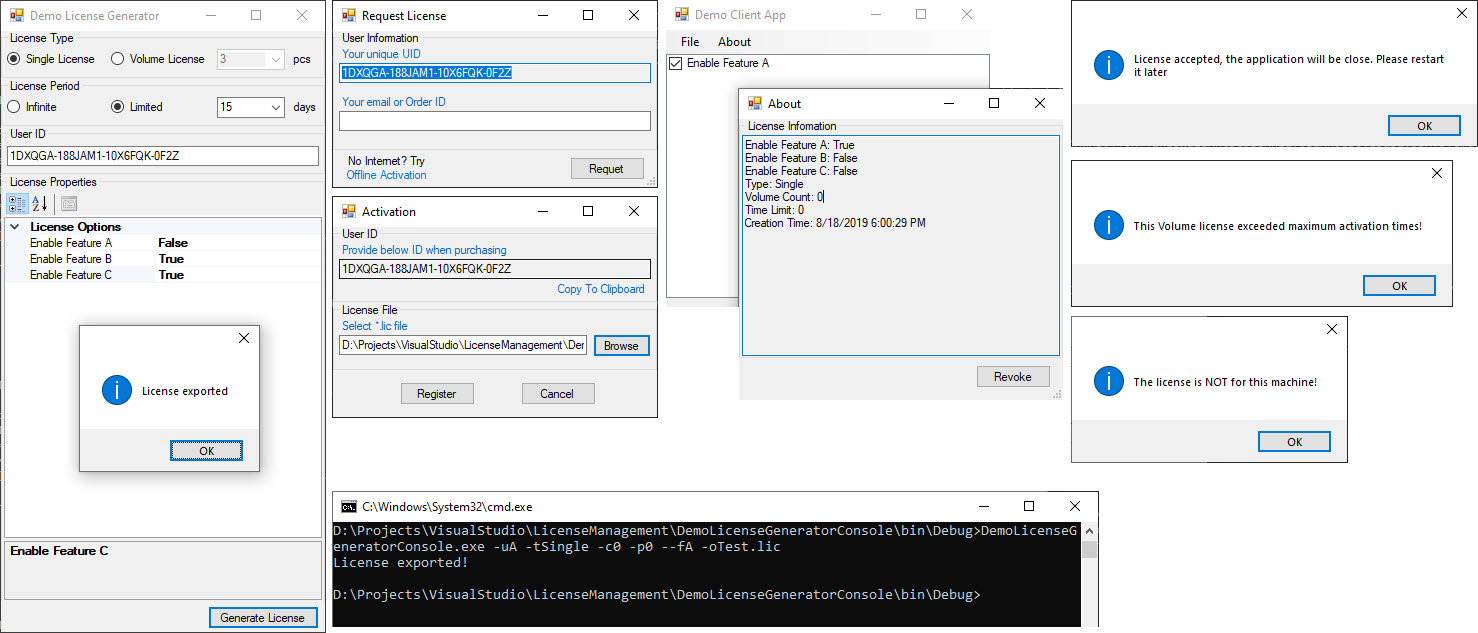 Demo License Generator
License Type
Single License Volume License 3 pcs
License Period
Infinite Limited 15 days
User ID
1DXQGA-188JAM1-10X6FQK-0F2Z
License Properties
License Options
Enable Feature A False
Enable Feature B True
Enable Feature C True
License exported
OK
Enable Feature C
Generate License
Request License
User Information
Your unique UID
1DXQGA-188JAM1-10X6FQK-0F2Z
Your email or Order ID
No Internet? Try
Offline Activation
Requet
Activation
User ID
Provide below ID when purchasing
1DXQGA-188JAM1-10X6FQK-0F2Z
Copy To Clipboard
License File
Select *.lic file
D:\Projects\VisualStudio\LicenseManagement\Der
Browse
Register Cancel
Demo Client App
File About
Enable Feature A
About
License Infomation
Enable Feature A: True
Enable Feature B: False
Enable Feature C: False
Type: Single
Volume Count: 0
Time Limit: 0
Creation Time: 8/18/2019 6:00:29 PM
Revoke
License accepted, the application will be close. Please restart
it later
OK
This Volume license exceeded maximum activation times!
OK
The license is NOT for this machine!
OK
C:\Windows\System32\cmd.exe
D:\Projects\VisualStudio\LicenseManagement\DemoLicenseGeneratorConsole\bin\Debug>DemoLicenseG
eneratorConsole.exe -uA -tSingle -c0 -p0 --fA -oTest.lic
License exported!
D:\Projects\VisualStudio\LicenseManagement\DemoLicenseGeneratorConsole\bin\Debug>